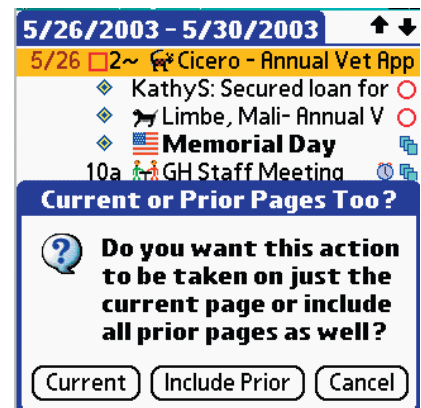 5/26/2003 - 5/30/2003
5/26 2~ Cicero - Annual Vet App
KathyS: Secured loan for
Limbe, Mali- Annual V
Memorial Day
10a GH Staff Meeting
Current or Prior Pages Too?
Do you want this action
to be taken on just the
current page or include
all prior pages as well?
Current Include Prior Cancel